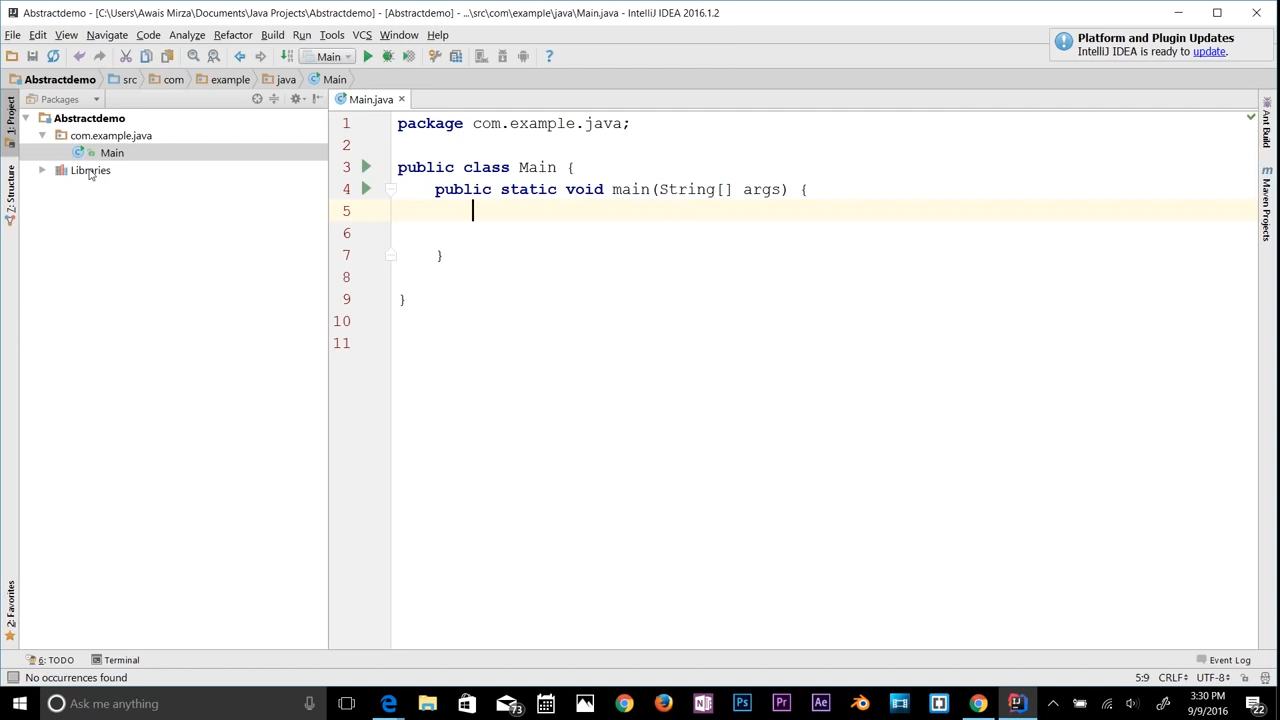 Abstractdemo - [C:\Users\Awais Mirza\Documents\Java Projects\Abstractdemo] - [Abstractdemo] - ...\src\com\example\java\Main.java - IntelliJ IDEA 2016.1.2
File Edit View Navigate Code Analyze Refactor Build Run Tools VCS Window Help
Platform and Plugin Updates
IntelliJ IDEA is ready to update.
Main
Abstractdemo src com example java Main
1: Project
7: Structure
2: Favorites
Packages
Abstractdemo
com.example.java
Main
Libraries
Main.java
1 package com.example.java;
2
3 public class Main {
4 public static void main(String[] args) {
5
6
7 }
8
9 }
10
11
Ant Build
Maven Projects
6: TODO Terminal Event Log
No occurrences found 5:9 CRLF UTF-8
Ask me anything
73
Ps Pr Ae
3:30 PM
9/9/2016
22